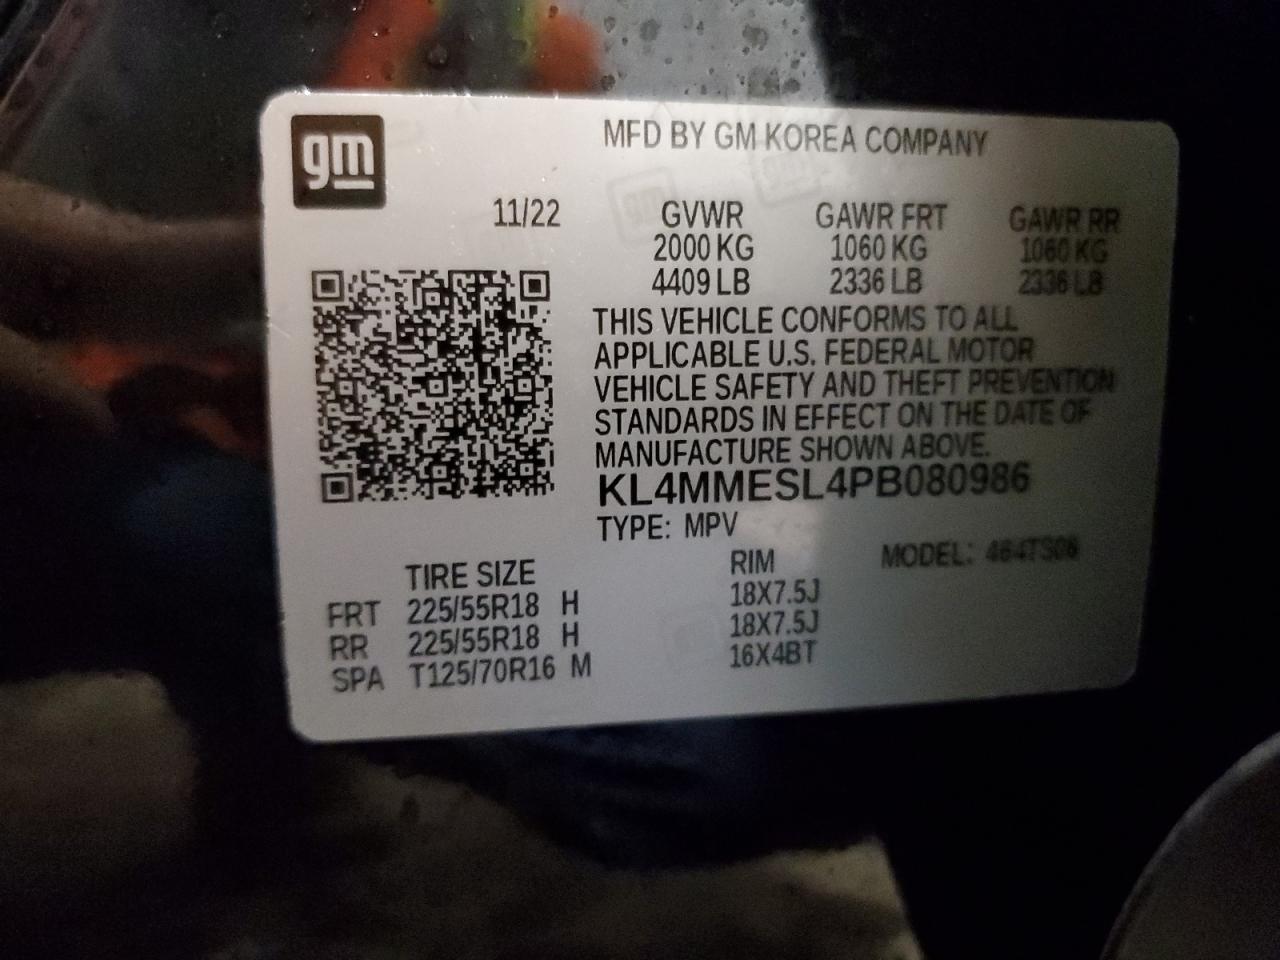 gm
MFD BY GM KOREA COMPANY
11/22 GVWR GAWR FRT GAWR RR
2000 KG 1060 KG 1060 KG
4409 LB 2336 LB 2336 LB
THIS VEHICLE CONFORMS TO ALL
APPLICABLE U.S. FEDERAL MOTOR
VEHICLE SAFETY AND THEFT PREVENTION
STANDARDS IN EFFECT ON THE DATE OF
MANUFACTURE SHOWN ABOVE.
KL4MMESL4PB080986
TYPE: MPV
TIRE SIZE RIM MODEL:
FRT 225/55R18 H 18X7.5J
RR 225/55R18 H 18X7.5J
SPA T125/70R16 M 16X4BT